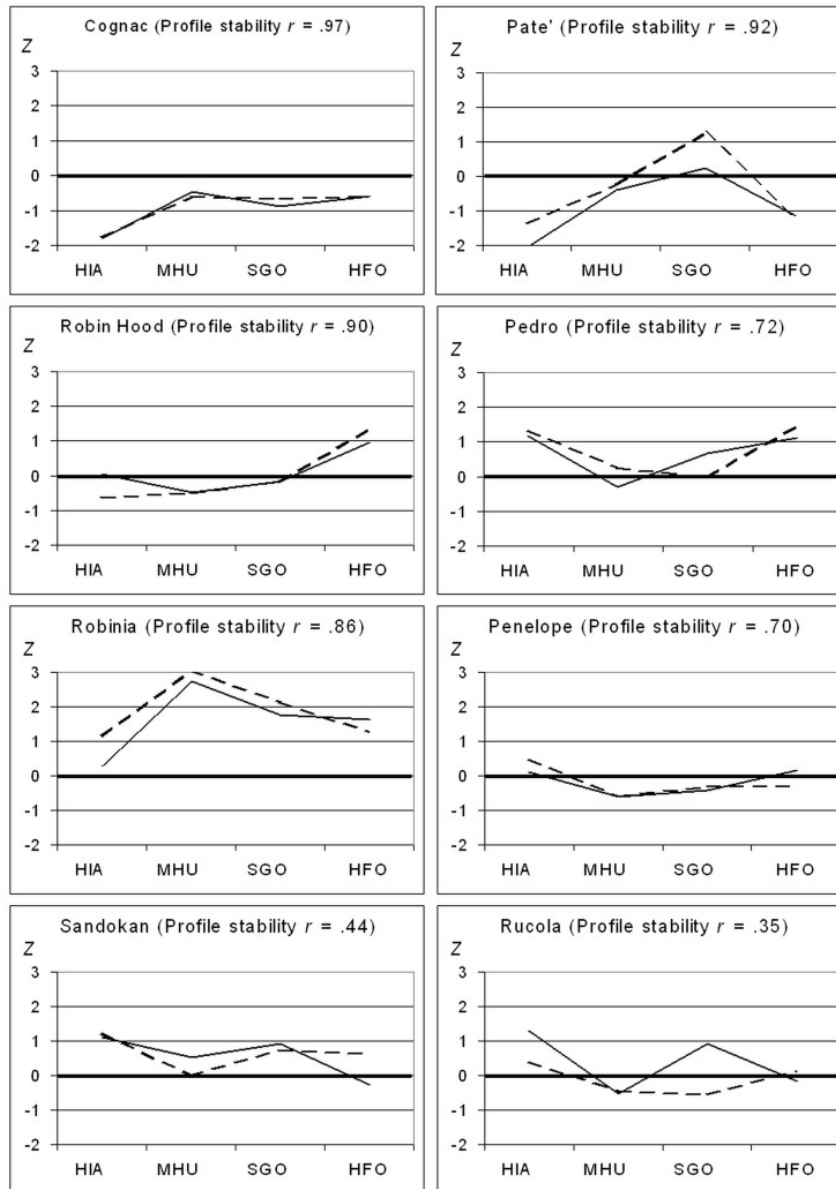 Cognac (Profile stability r = .97)
Z
3
2
1
0
-1
-2
HIA MHU SGO HFO
Pate' (Profile stability r = .92)
Z
3
2
1
0
-1
-2
HIA MHU SGO HFO
Robin Hood (Profile stability r = .90)
Z
3
2
1
0
-1
-2
HIA MHU SGO HFO
Pedro (Profile stability r = .72)
Z
3
2
1
0
-1
-2
HIA MHU SGO HFO
Robinia (Profile stability r = .86)
Z
3
2
1
0
-1
-2
HIA MHU SGO HFO
Penelope (Profile stability r = .70)
Z
3
2
1
0
-1
-2
HIA MHU SGO HFO
Sandokan (Profile stability r = .44)
Z
3
2
1
0
-1
-2
HIA MHU SGO HFO
Rucola (Profile stability r = .35)
Z
3
2
1
0
-1
-2
HIA MHU SGO HFO